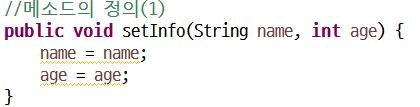 //메소드의 정의(1)
public void setInfo(String name, int age) {
    name = name;
    age = age;
}